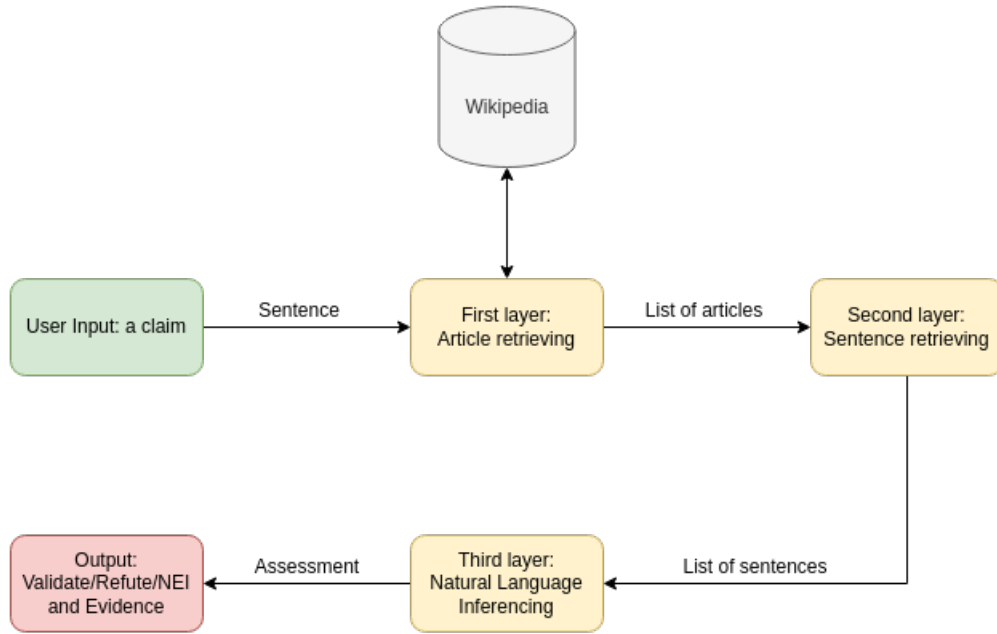 Wikipedia
User Input: a claim
Sentence
First layer:
Article retrieving
List of articles
Second layer:
Sentence retrieving
List of sentences
Third layer:
Natural Language
Inferencing
Assessment
Output:
Validate/Refute/NEI
and Evidence